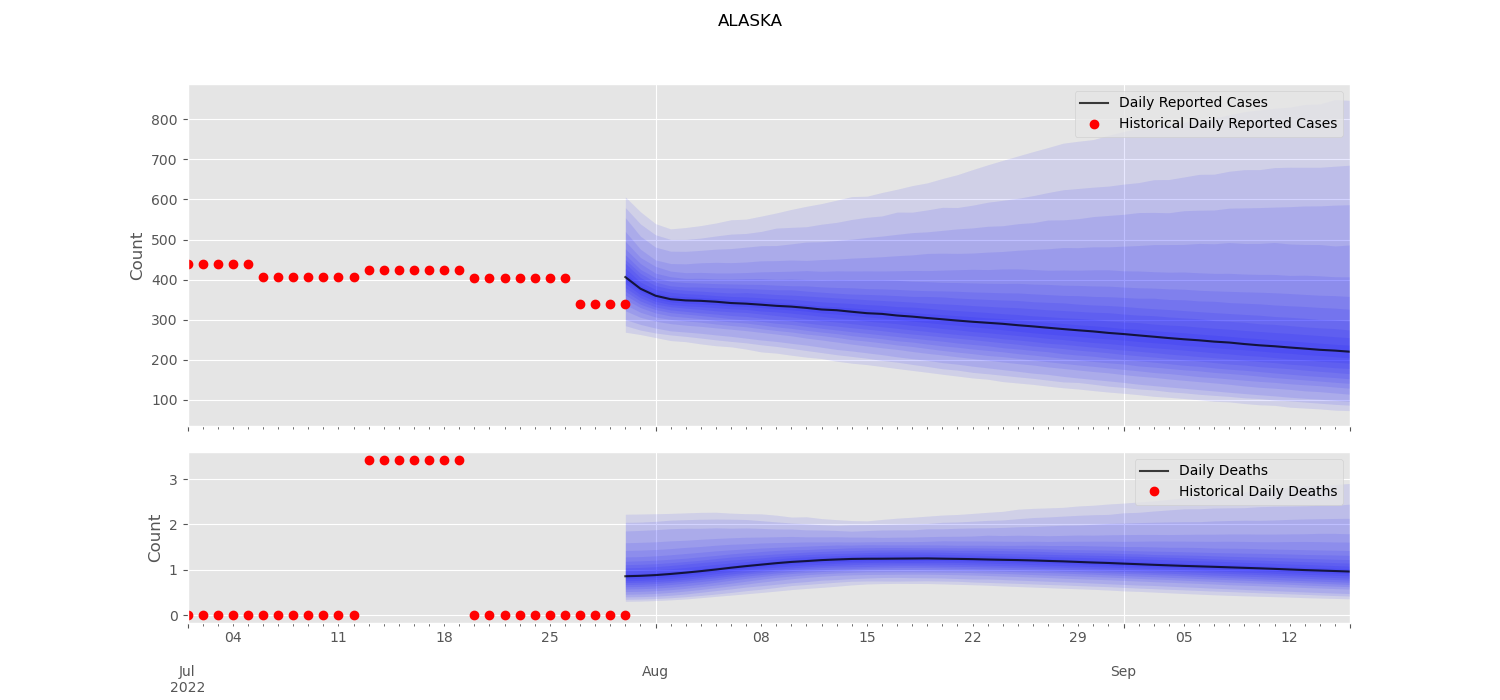 ALASKA
Daily Reported Cases
Historical Daily Reported Cases
800
700
600
500
400
300
200
100
Count
Daily Deaths
Historical Daily Deaths
3
2
1
0
Count
04 11 18 25 08 15 22 29 05 12
Jul Aug Sep
2022